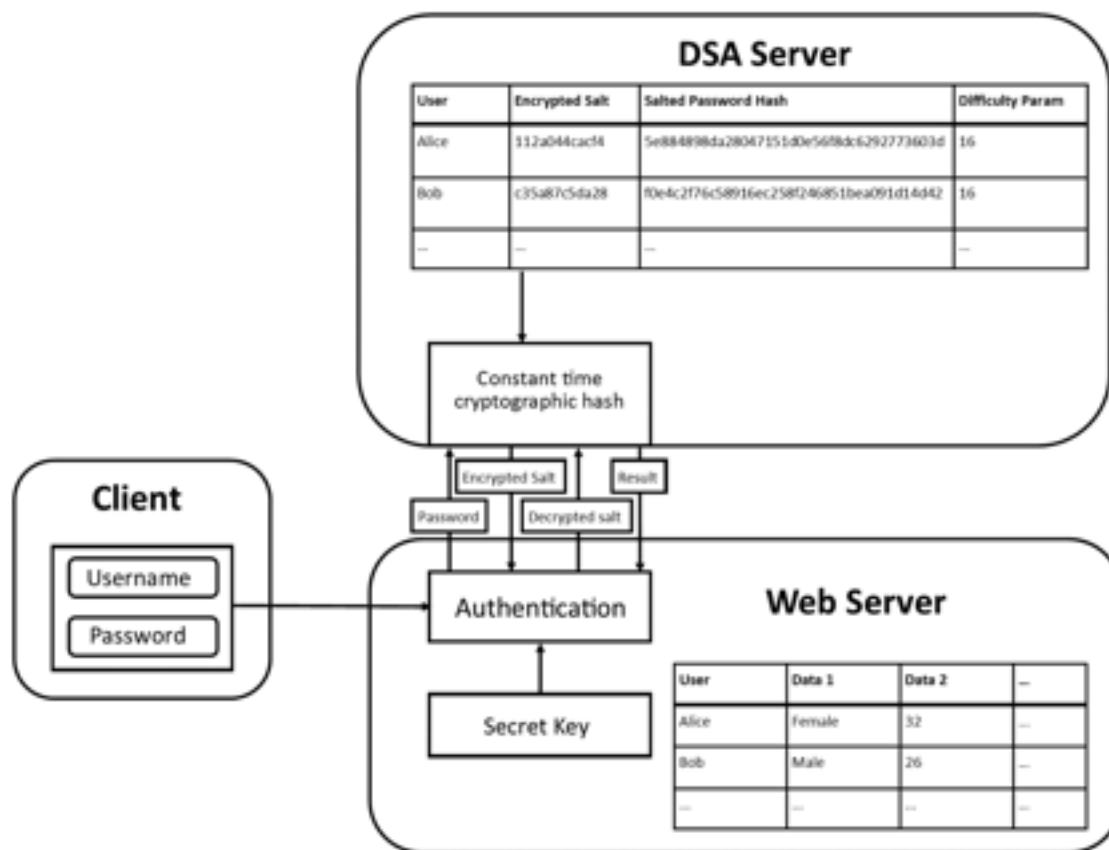 DSA Server
User Encrypted Salt Salted Password Hash Difficulty Param
Alice 112a044cacf4 5e884898da28047151d0e56f8dc6292773603d 16
Bob c35a87c5da28 f0e4c2f76c58916ec258f246851bea091d14d42 16
... ... ... ...
Constant time
cryptographic hash
Encrypted Salt
Result
Password
Decrypted salt
Client
Username
Password
Authentication
Secret Key
Web Server
User Data 1 Data 2 ...
Alice Female 32 ...
Bob Male 26 ...
... ... ... ...